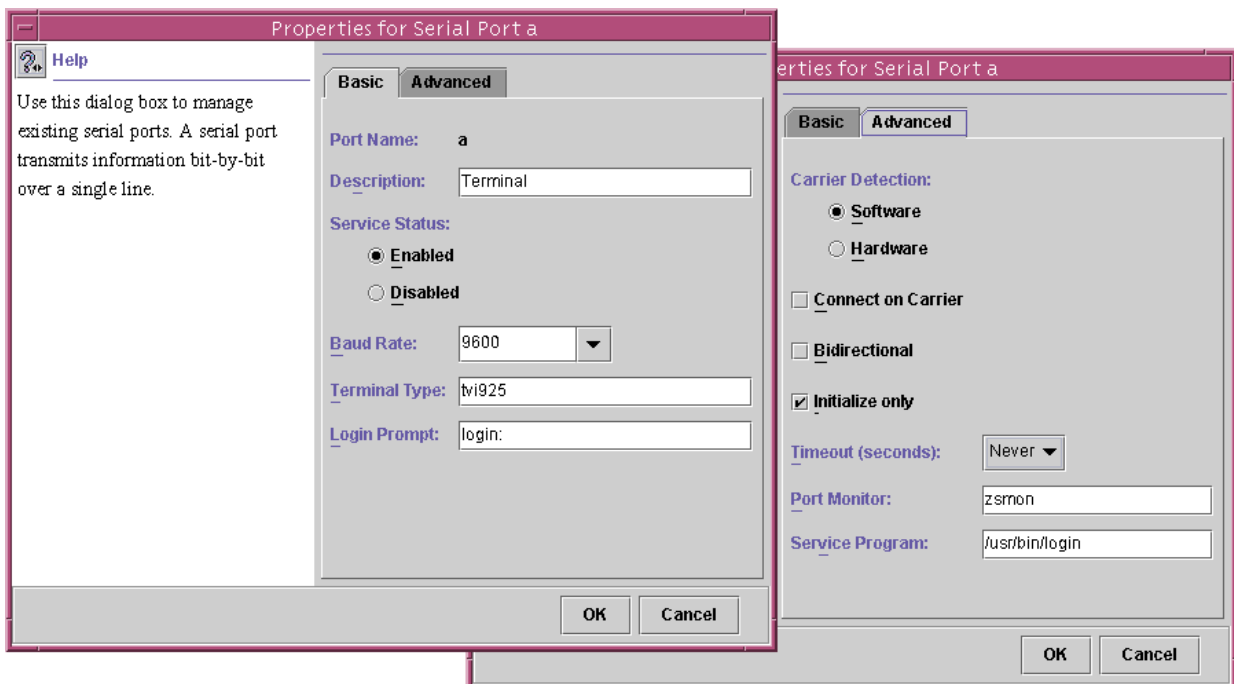 Properties for Serial Port a
Help
Use this dialog box to manage
existing serial ports. A serial port
transmits information bit-by-bit
over a single line.
Basic Advanced
Port Name: a
Description: Terminal
Service Status:
Enabled
Disabled
Baud Rate: 9600
Terminal Type: tvi925
Login Prompt: login:
OK Cancel
erties for Serial Port a
Basic Advanced
Carrier Detection:
Software
Hardware
Connect on Carrier
Bidirectional
Initialize only
Timeout (seconds): Never
Port Monitor: zsmon
Service Program: /usr/bin/login
OK Cancel